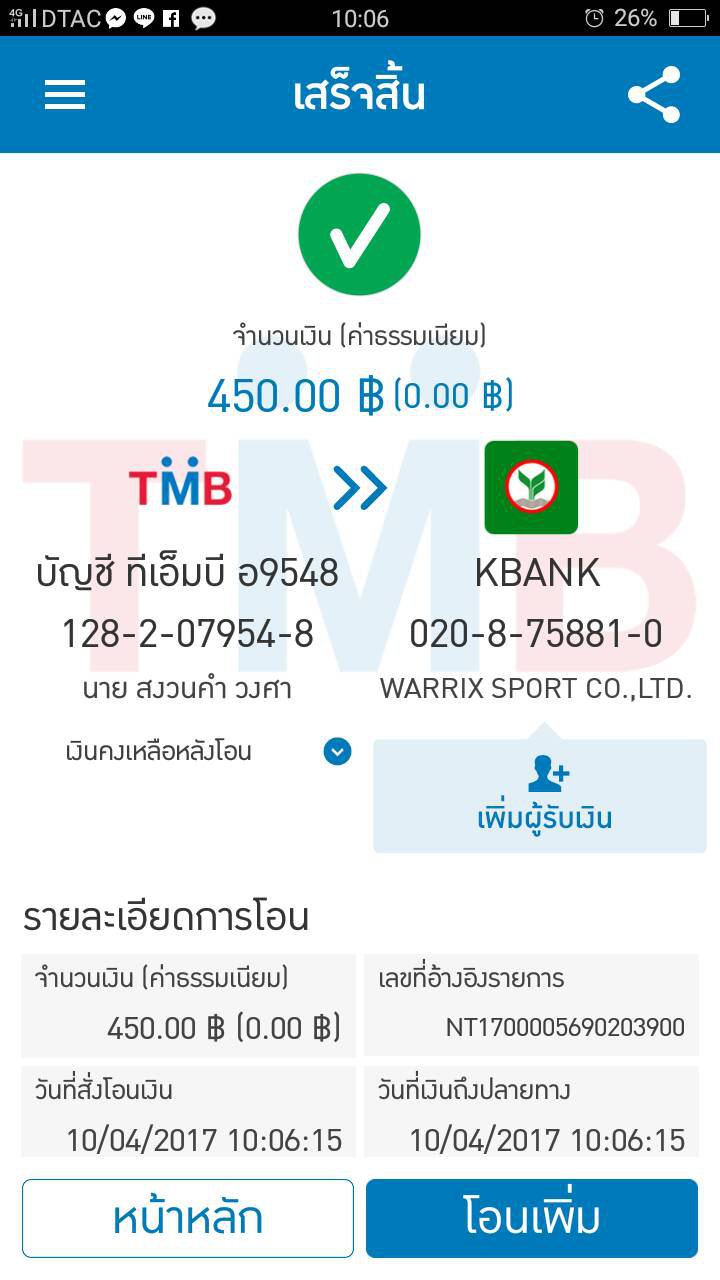 4G DTAC LINE 10:06 26%
เสร็จสิ้น
จำนวนเงิน (ค่าธรรมเนียม)
450.00 ฿ (0.00 ฿)
TMB
TMB
บัญชี ทีเอ็มบี อ9548
128-2-07954-8
นาย สงวนคำ วงศา
KBANK
020-8-75881-0
WARRIX SPORT CO.,LTD.
เงินคงเหลือหลังโอน
เพิ่มผู้รับเงิน
รายละเอียดการโอน
จำนวนเงิน (ค่าธรรมเนียม)
450.00 ฿ (0.00 ฿)
เลขที่อ้างอิงรายการ
NT1700005690203900
วันที่สั่งโอนเงิน
10/04/2017 10:06:15
วันที่เงินถึงปลายทาง
10/04/2017 10:06:15
หน้าหลัก
โอนเพิ่ม